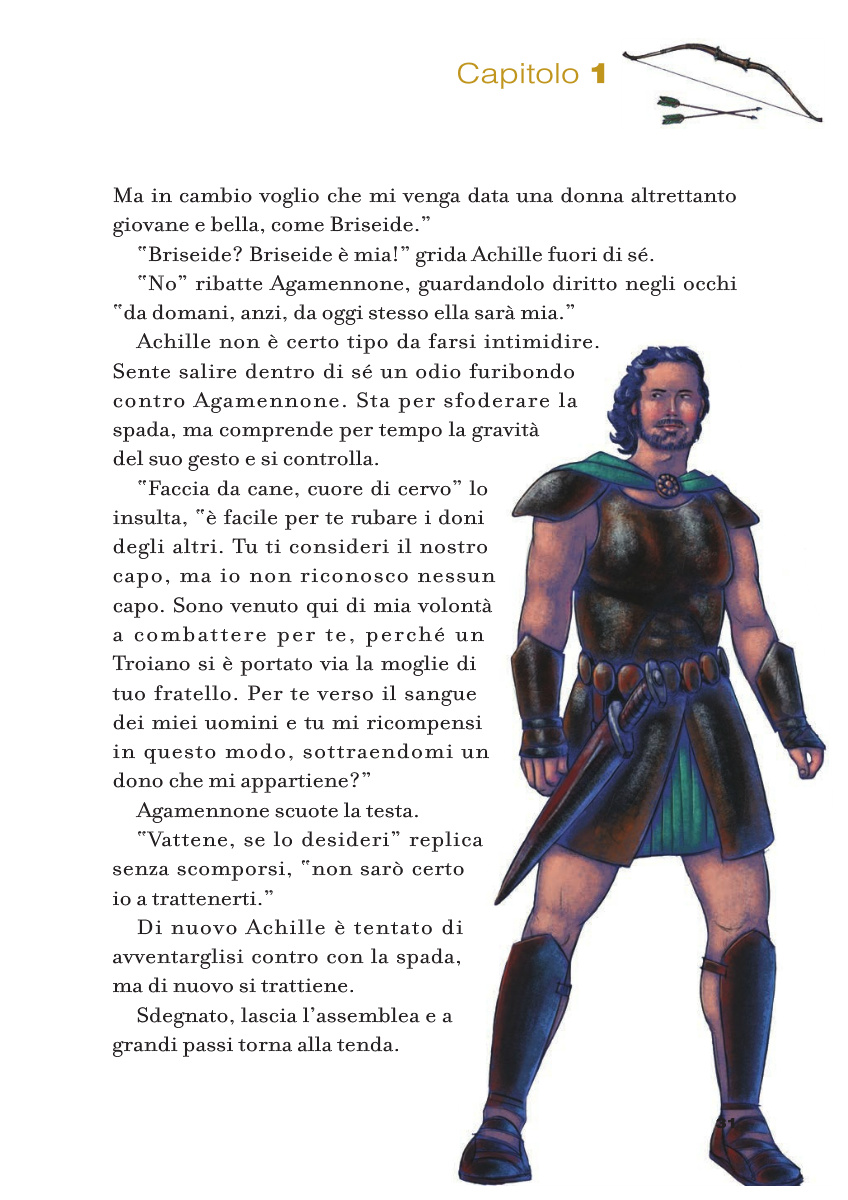 Capitolo 1
Ma in cambio voglio che mi venga data una donna altrettanto
giovane e bella, come Briseide.”
‟Briseide? Briseide è mia!” grida Achille fuori di sé.
‟No” ribatte Agamennone, guardandolo diritto negli occhi
‟da domani, anzi, da oggi stesso ella sarà mia.”
Achille non è certo tipo da farsi intimidire.
Sente salire dentro di sé un odio furibondo
contro Agamennone. Sta per sfoderare la
spada, ma comprende per tempo la gravità
del suo gesto e si controlla.
‟Faccia da cane, cuore di cervo” lo
insulta, ‟è facile per te rubare i doni
degli altri. Tu ti consideri il nostro
capo, ma io non riconosco nessun
capo. Sono venuto qui di mia volontà
a combattere per te, perché un
Troiano si è portato via la moglie di
tuo fratello. Per te verso il sangue
dei miei uomini e tu mi ricompensi
in questo modo, sottraendomi un
dono che mi appartiene?”
Agamennone scuote la testa.
‟Vattene, se lo desideri” replica
senza scomporsi, ‟non sarò certo
io a trattenerti.”
Di nuovo Achille è tentato di
avventarglisi contro con la spada,
ma di nuovo si trattiene.
Sdegnato, lascia l’assemblea e a
grandi passi torna alla tenda.
31